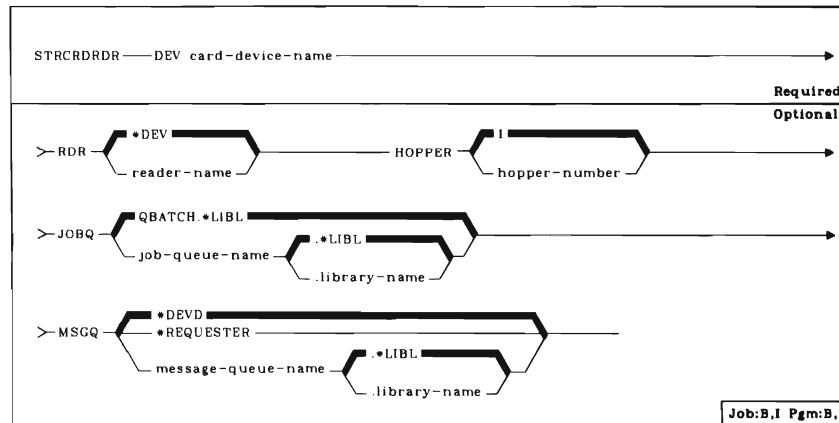 STRCRDRDR DEV card-device-name
Required
Optional
*DEV
RDR
reader-name
1
HOPPER
hopper-number
QBATCH.*LIBL
JOBQ
job-queue-name
.*LIBL
.library-name
*DEVD
MSGQ
*REQUESTER
message-queue-name
.*LIBL
.library-name
Job:B,I Pgm:B,